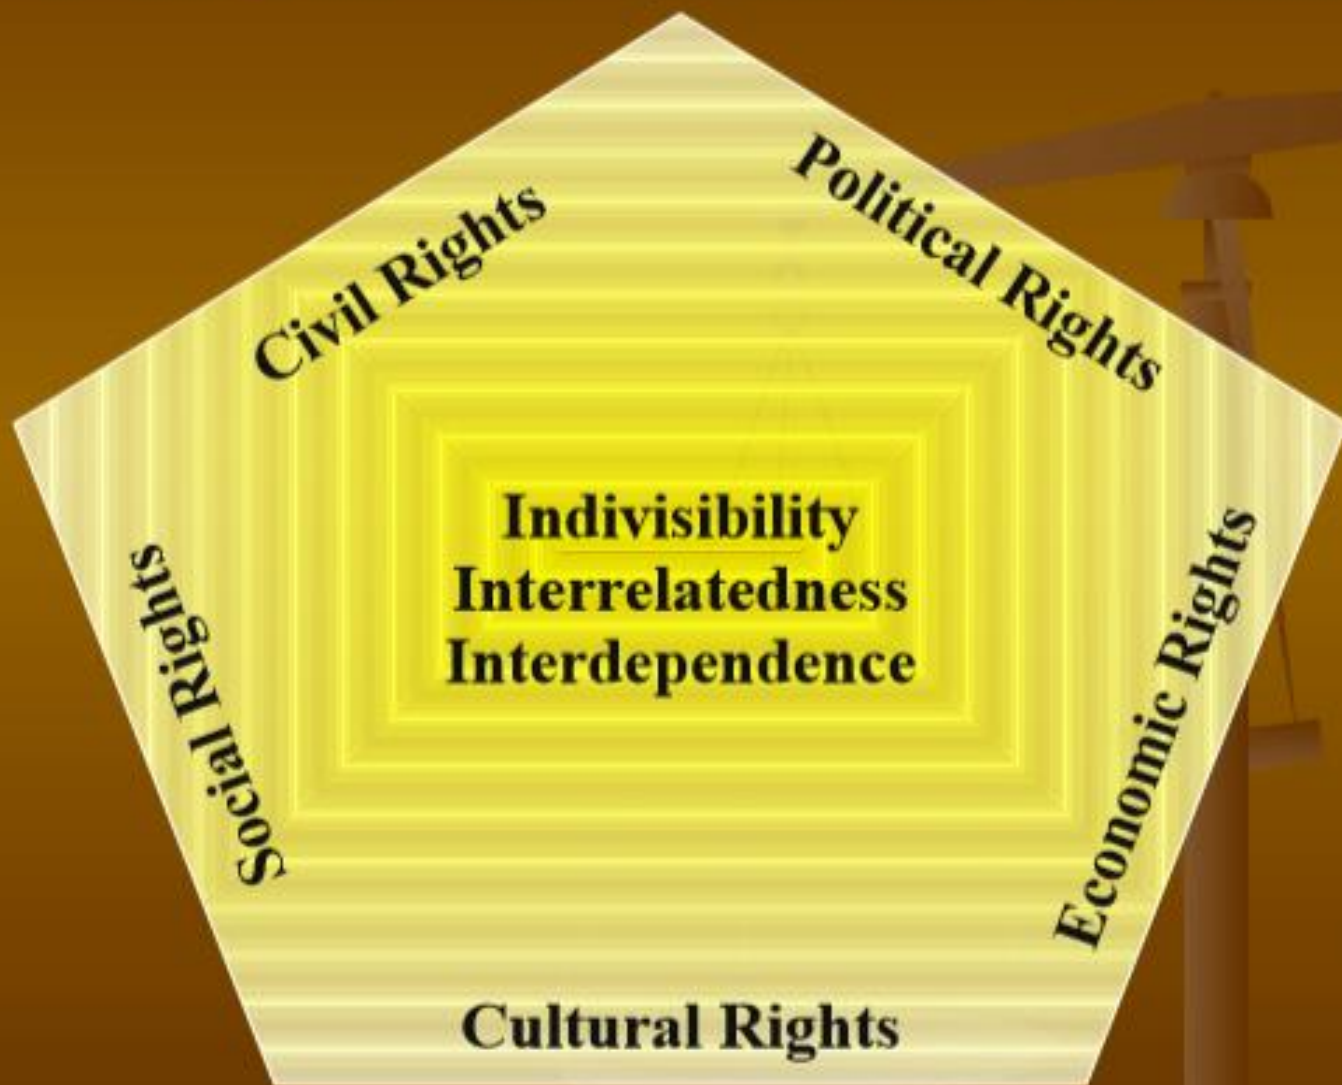 Civil Rights
Political Rights
Indivisibility
Interrelatedness
Interdependence
Social Rights
Economic Rights
Cultural Rights